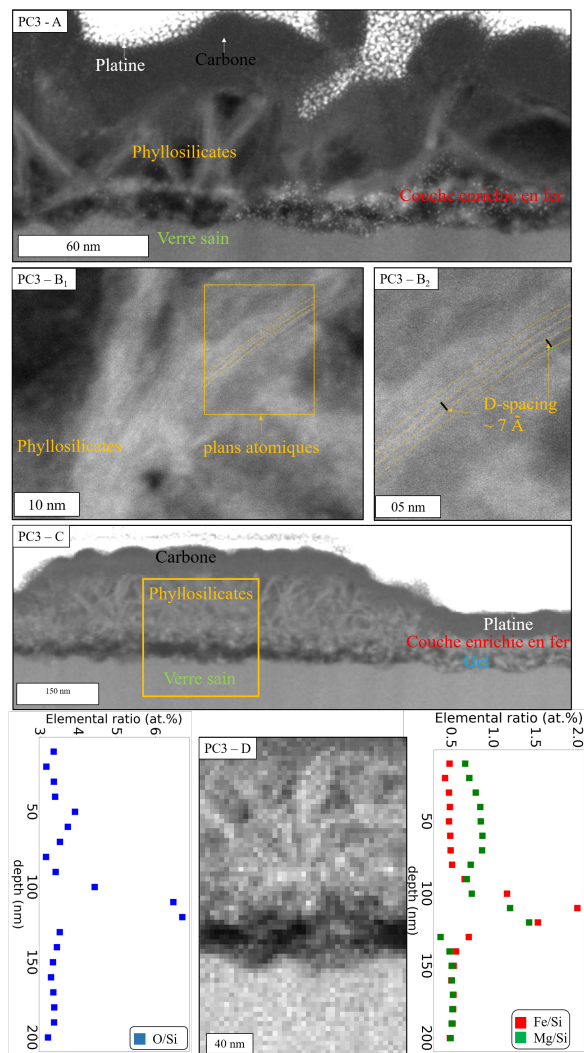 PC3 - A
Platine
Carbone
Phyllosilicates
Couche enrichie en fer
Verre sain
60 nm
PC3 – B1
Phyllosilicates
plans atomiques
10 nm
PC3 – B2
D-spacing
~ 7 Å
05 nm
PC3 – C
Carbone
Phyllosilicates
Platine
Couche enrichie en fer
Gel
Verre sain
150 nm
Elemental ratio (at.%)
3 4 5 6
50
100
150
200
depth (nm)
O/Si
PC3 – D
40 nm
Elemental ratio (at.%)
0.5 1.0 1.5 2.0
50
100
150
200
depth (nm)
Fe/Si
Mg/Si